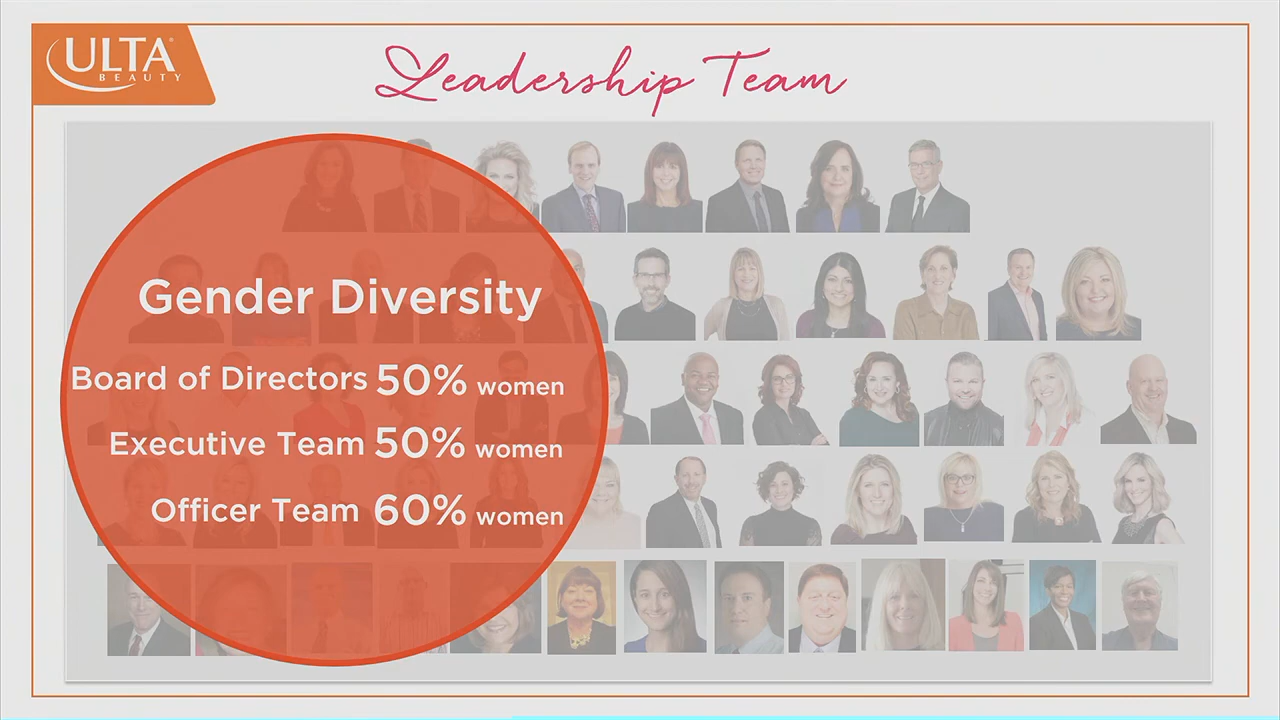 ULTA
BEAUTY
Leadership Team
Gender Diversity
Board of Directors 50% women
Executive Team 50% women
Officer Team 60% women